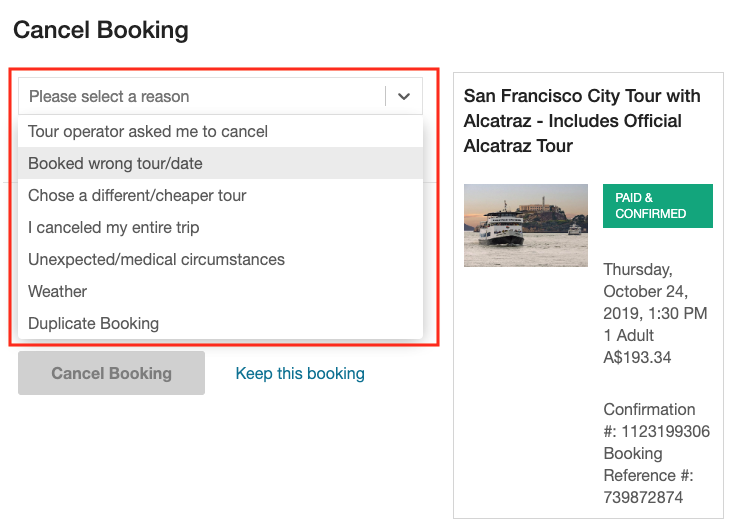 Cancel Booking
Please select a reason
Tour operator asked me to cancel
Booked wrong tour/date
Chose a different/cheaper tour
I canceled my entire trip
Unexpected/medical circumstances
Weather
Duplicate Booking
Cancel Booking
Keep this booking
San Francisco City Tour with
Alcatraz - Includes Official
Alcatraz Tour
PAID &
CONFIRMED
Thursday,
October 24,
2019, 1:30 PM
1 Adult
A$193.34
Confirmation
#: 1123199306
Booking
Reference #:
739872874